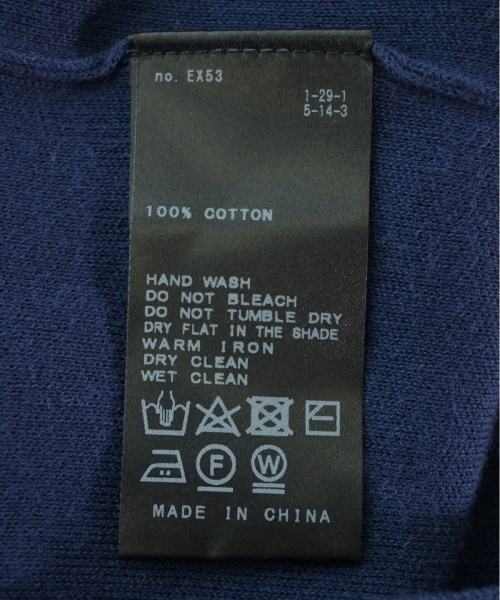 no. EX53
1-29-1
5-14-3
100% COTTON
HAND WASH
DO NOT BLEACH
DO NOT TUMBLE DRY
DRY FLAT IN THE SHADE
WARM IRON
DRY CLEAN
WET CLEAN
F W
MADE IN CHINA